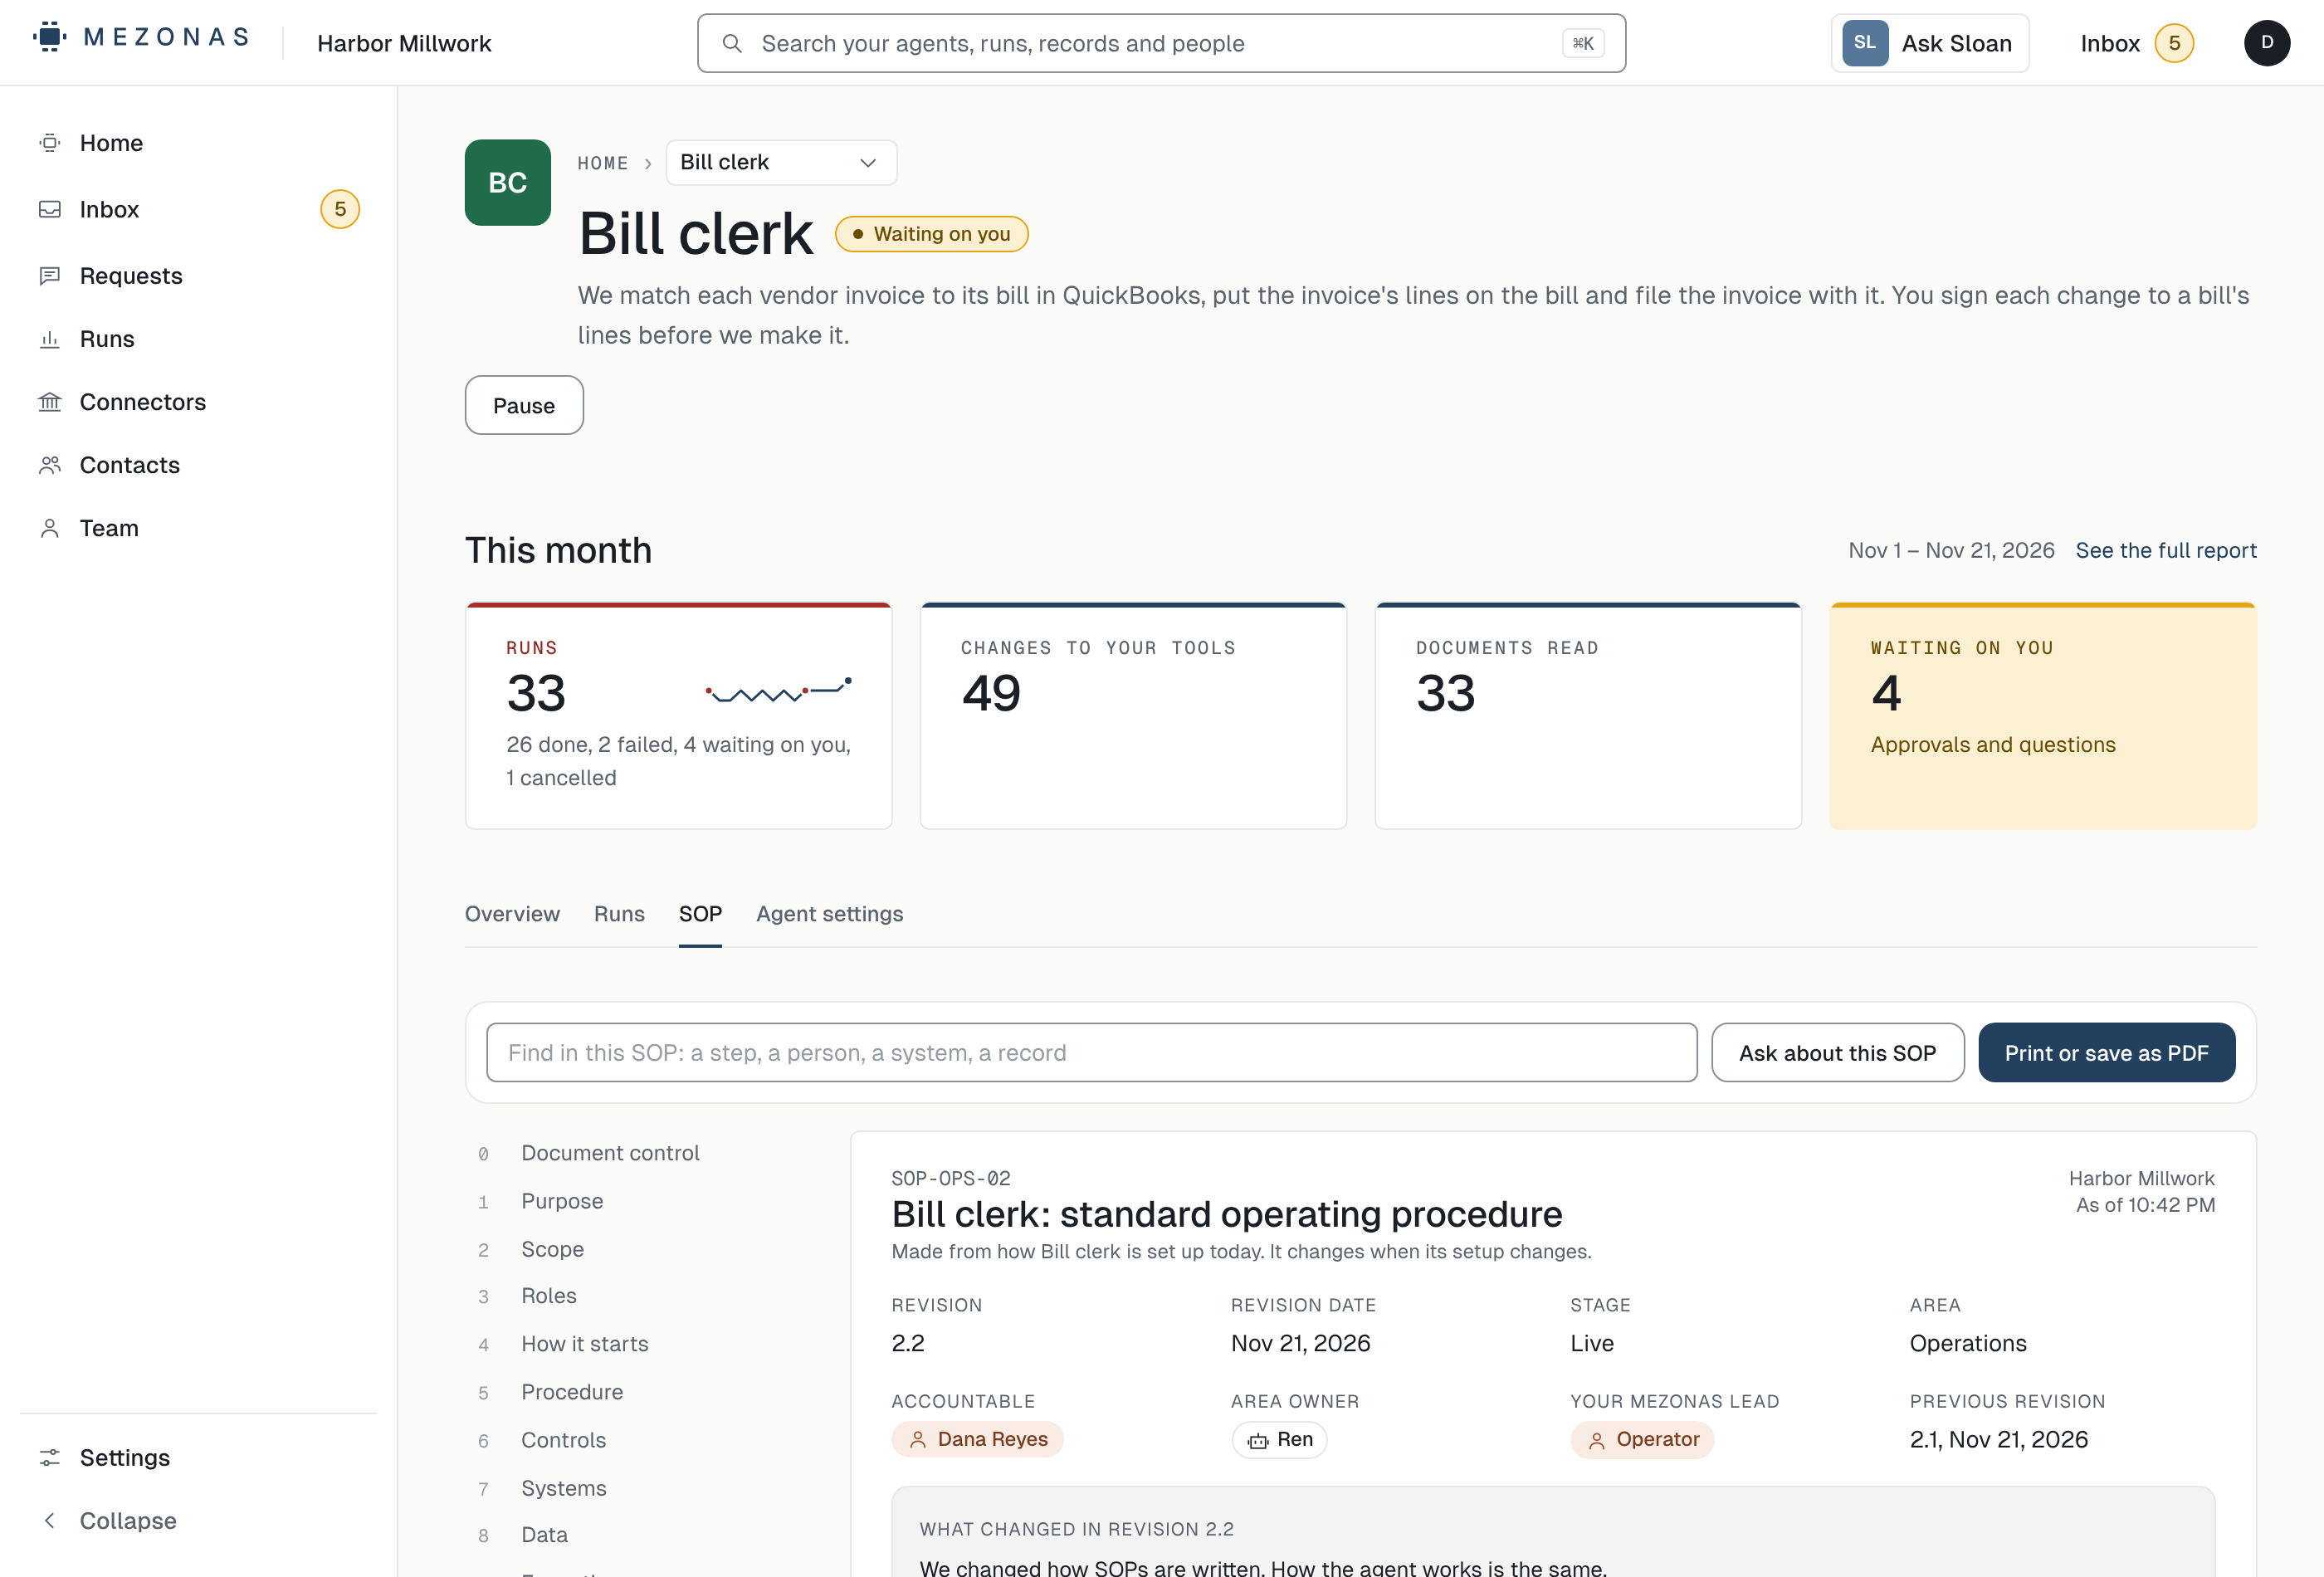 MEZONAS
Harbor Millwork
Search your agents, runs, records and people
⌘K
SL
Ask Sloan
Inbox
5
D
Home
Inbox
5
Requests
Runs
Connectors
Contacts
Team
Settings
Collapse
BC
HOME
Bill clerk
Bill clerk
Waiting on you
We match each vendor invoice to its bill in QuickBooks, put the invoice's lines on the bill and file the invoice with it. You sign each change to a bill's
lines before we make it.
Pause
This month
Nov 1 – Nov 21, 2026
See the full report
RUNS
33
26 done, 2 failed, 4 waiting on you,
1 cancelled
CHANGES TO YOUR TOOLS
49
DOCUMENTS READ
33
WAITING ON YOU
4
Approvals and questions
Overview
Runs
SOP
Agent settings
Find in this SOP: a step, a person, a system, a record
Ask about this SOP
Print or save as PDF
0 Document control
1 Purpose
2 Scope
3 Roles
4 How it starts
5 Procedure
6 Controls
7 Systems
8 Data
SOP-OPS-02
Bill clerk: standard operating procedure
Made from how Bill clerk is set up today. It changes when its setup changes.
Harbor Millwork
As of 10:42 PM
REVISION
2.2
REVISION DATE
Nov 21, 2026
STAGE
Live
AREA
Operations
ACCOUNTABLE
Dana Reyes
AREA OWNER
Ren
YOUR MEZONAS LEAD
Operator
PREVIOUS REVISION
2.1, Nov 21, 2026
WHAT CHANGED IN REVISION 2.2
We changed how SOPs are written. How the agent works is the same.